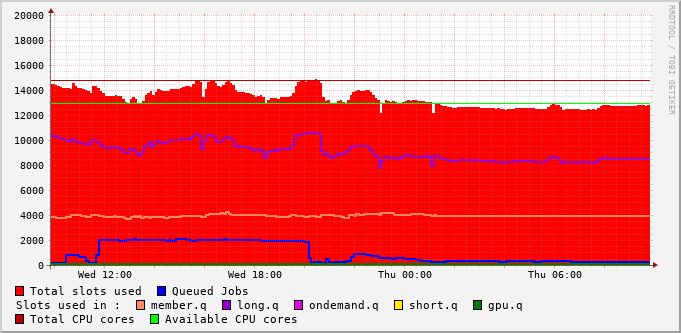 20000
18000
16000
14000
12000
10000
8000
6000
4000
2000
0
Wed 12:00 Wed 18:00 Thu 00:00 Thu 06:00
RRDTOOL / TOBI OETIKER
Total slots used Queued Jobs
Slots used in : member.q long.q ondemand.q short.q gpu.q
Total CPU cores Available CPU cores